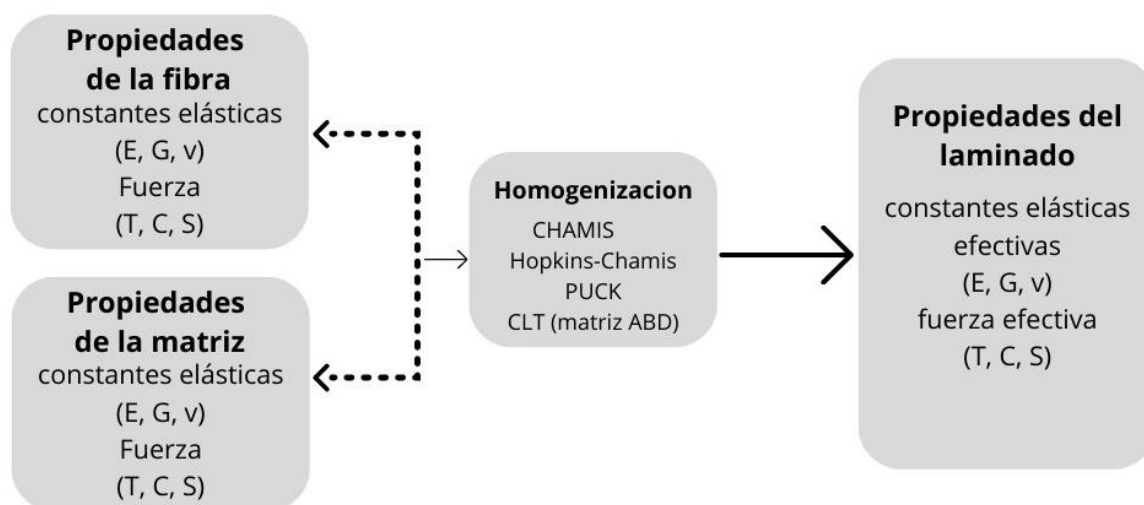 Propiedades
de la fibra
constantes elásticas
(E, G, v)
Fuerza
(T, C, S)
Propiedades
de la matriz
constantes elásticas
(E, G, v)
Fuerza
(T, C, S)
Homogenizacion
CHAMIS
Hopkins-Chamis
PUCK
CLT (matriz ABD)
Propiedades del
laminado
constantes elásticas
efectivas
(E, G, v)
fuerza efectiva
(T, C, S)